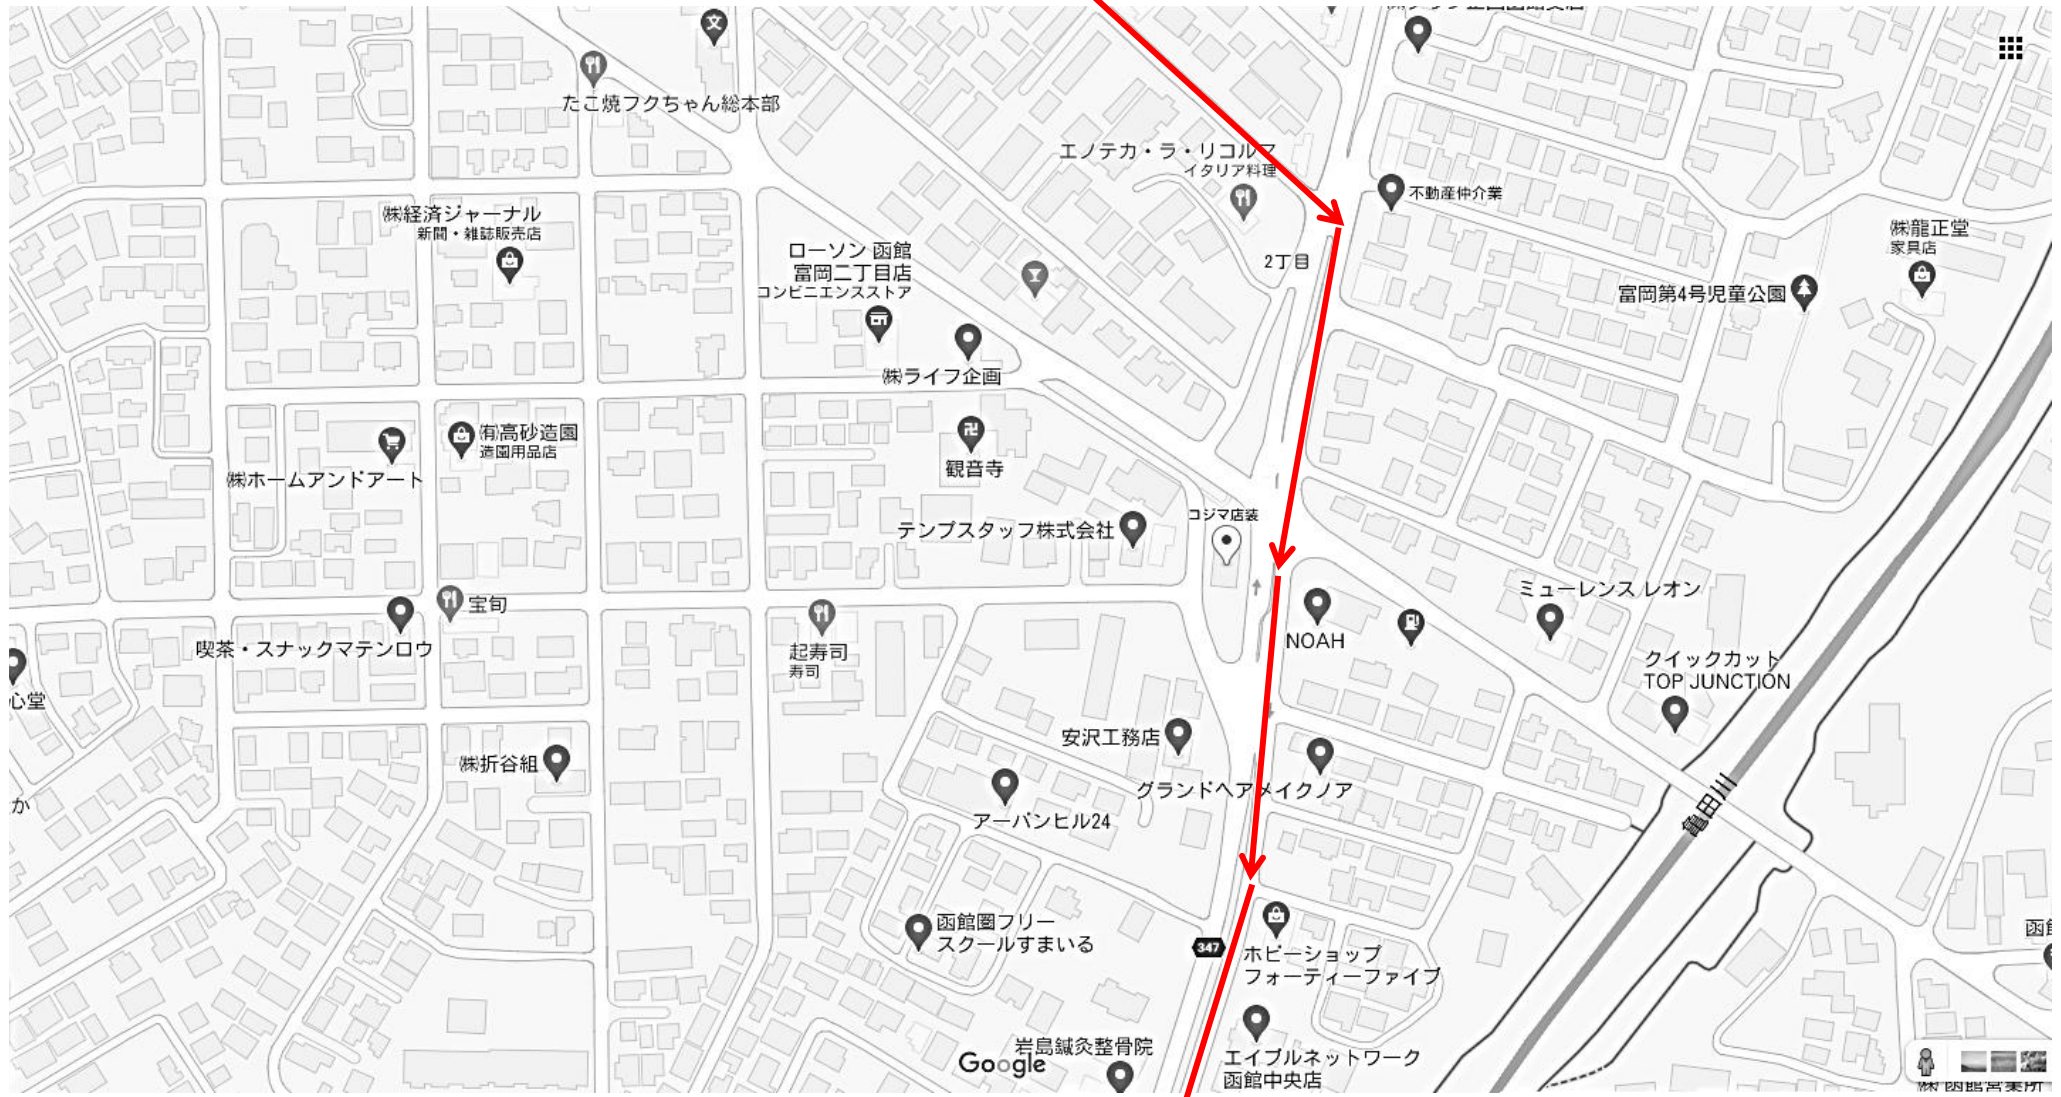 文
たこ焼フクちゃん総本部
エノテカ・ラ・リコルマ
イタリア料理
不動産仲介業
㈱経済ジャーナル
新聞・雑誌販売店
ローソン 函館
富岡二丁目店
コンビニエンスストア
2丁目
㈱龍正堂
家具店
富岡第4号児童公園
㈱ライフ企画
㈲高砂造園
造園用品店
㈱ホームアンドアート
卍
観音寺
コジマ店装
テンプスタッフ株式会社
ミューレンス レオン
宝旬
喫茶・スナックマテンロウ
起寿司
寿司
NOAH
クイックカット
TOP JUNCTION
心堂
安沢工務店
㈱折谷組
グランドヘアメイクノア
か
アーバンヒル24
亀田川
函館圏フリー
スクールすまいる
347
ホビーショップ
フォーティーファイブ
岩島鍼灸整骨院
Google
エイブルネットワーク
函館中央店